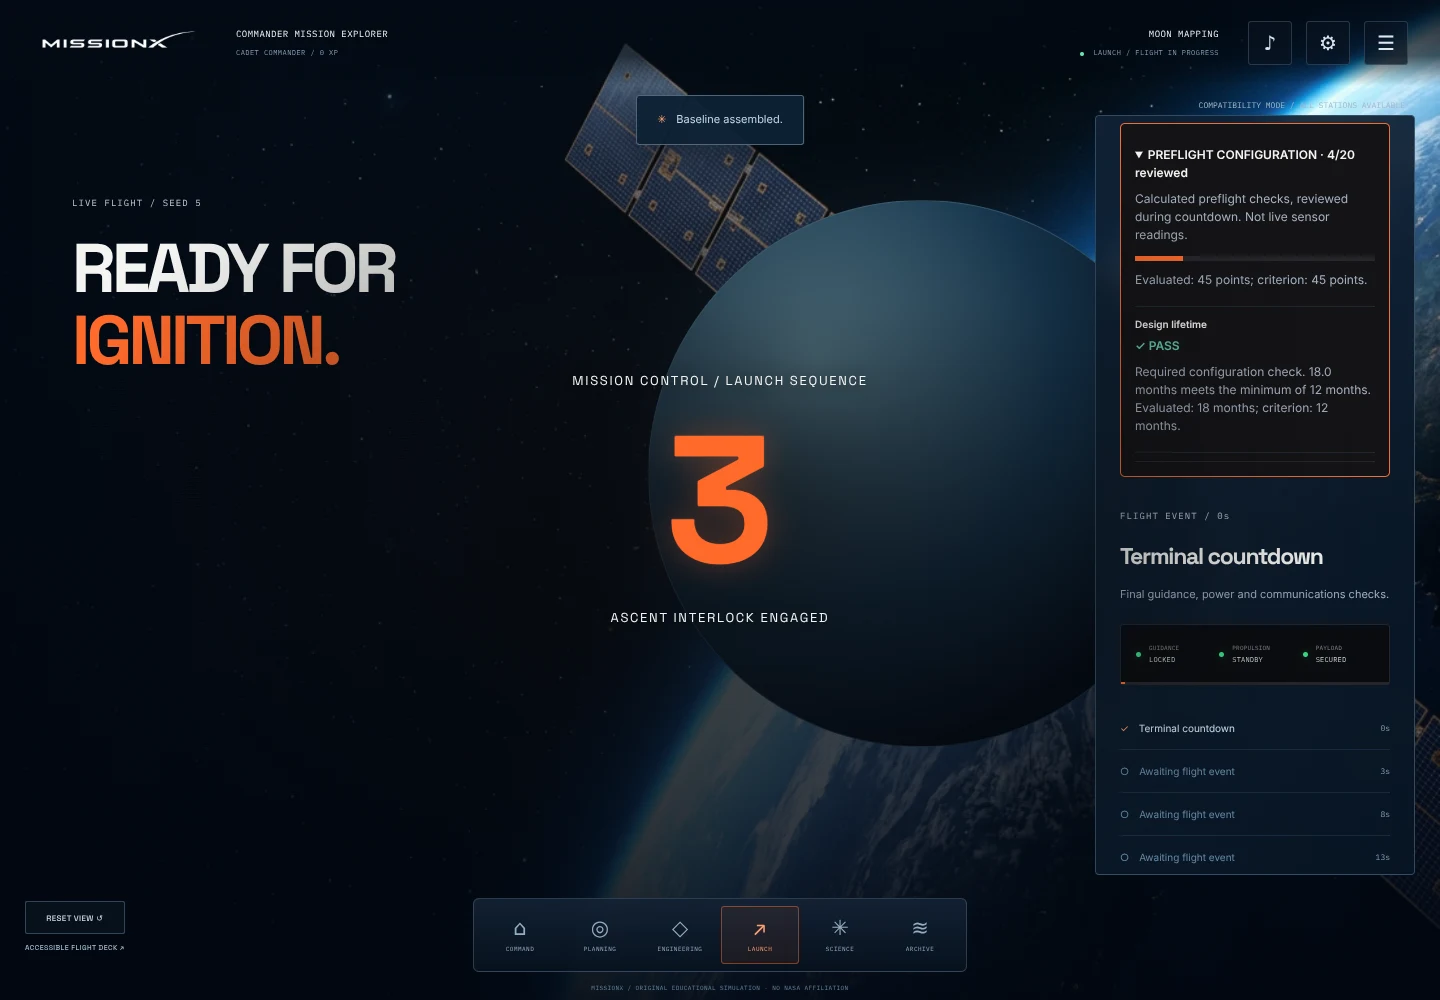 MISSIONX
COMMANDER MISSION EXPLORER
CADET COMMANDER / 0 XP
MOON MAPPING
LAUNCH / FLIGHT IN PROGRESS
♪
⚙
☰
COMPATIBILITY MODE / STATIONS
✳ Baseline assembled.
LIVE FLIGHT / SEED 5
READY FOR
IGNITION.
MISSION CONTROL / LAUNCH SEQUENCE
3
ASCENT INTERLOCK ENGAGED
▼ PREFLIGHT CONFIGURATION · 4/20
reviewed
Calculated preflight checks, reviewed
during countdown. Not live sensor
readings.
Evaluated: 45 points; criterion: 45 points.
Design lifetime
✓ PASS
Required configuration check. 18.0
months meets the minimum of 12 months.
Evaluated: 18 months; criterion: 12
months.
FLIGHT EVENT / 0s
Terminal countdown
Final guidance, power and communications checks.
GUIDANCE
LOCKED
PROPULSION
STANDBY
PAYLOAD
SECURED
✓ Terminal countdown 0s
○ Awaiting flight event 3s
○ Awaiting flight event 8s
○ Awaiting flight event 13s
RESET VIEW ↺
ACCESSIBLE FLIGHT DECK ↗
COMMAND
PLANNING
ENGINEERING
LAUNCH
SCIENCE
ARCHIVE
MISSIONX / ORIGINAL EDUCATIONAL SIMULATION · NO NASA AFFILIATION